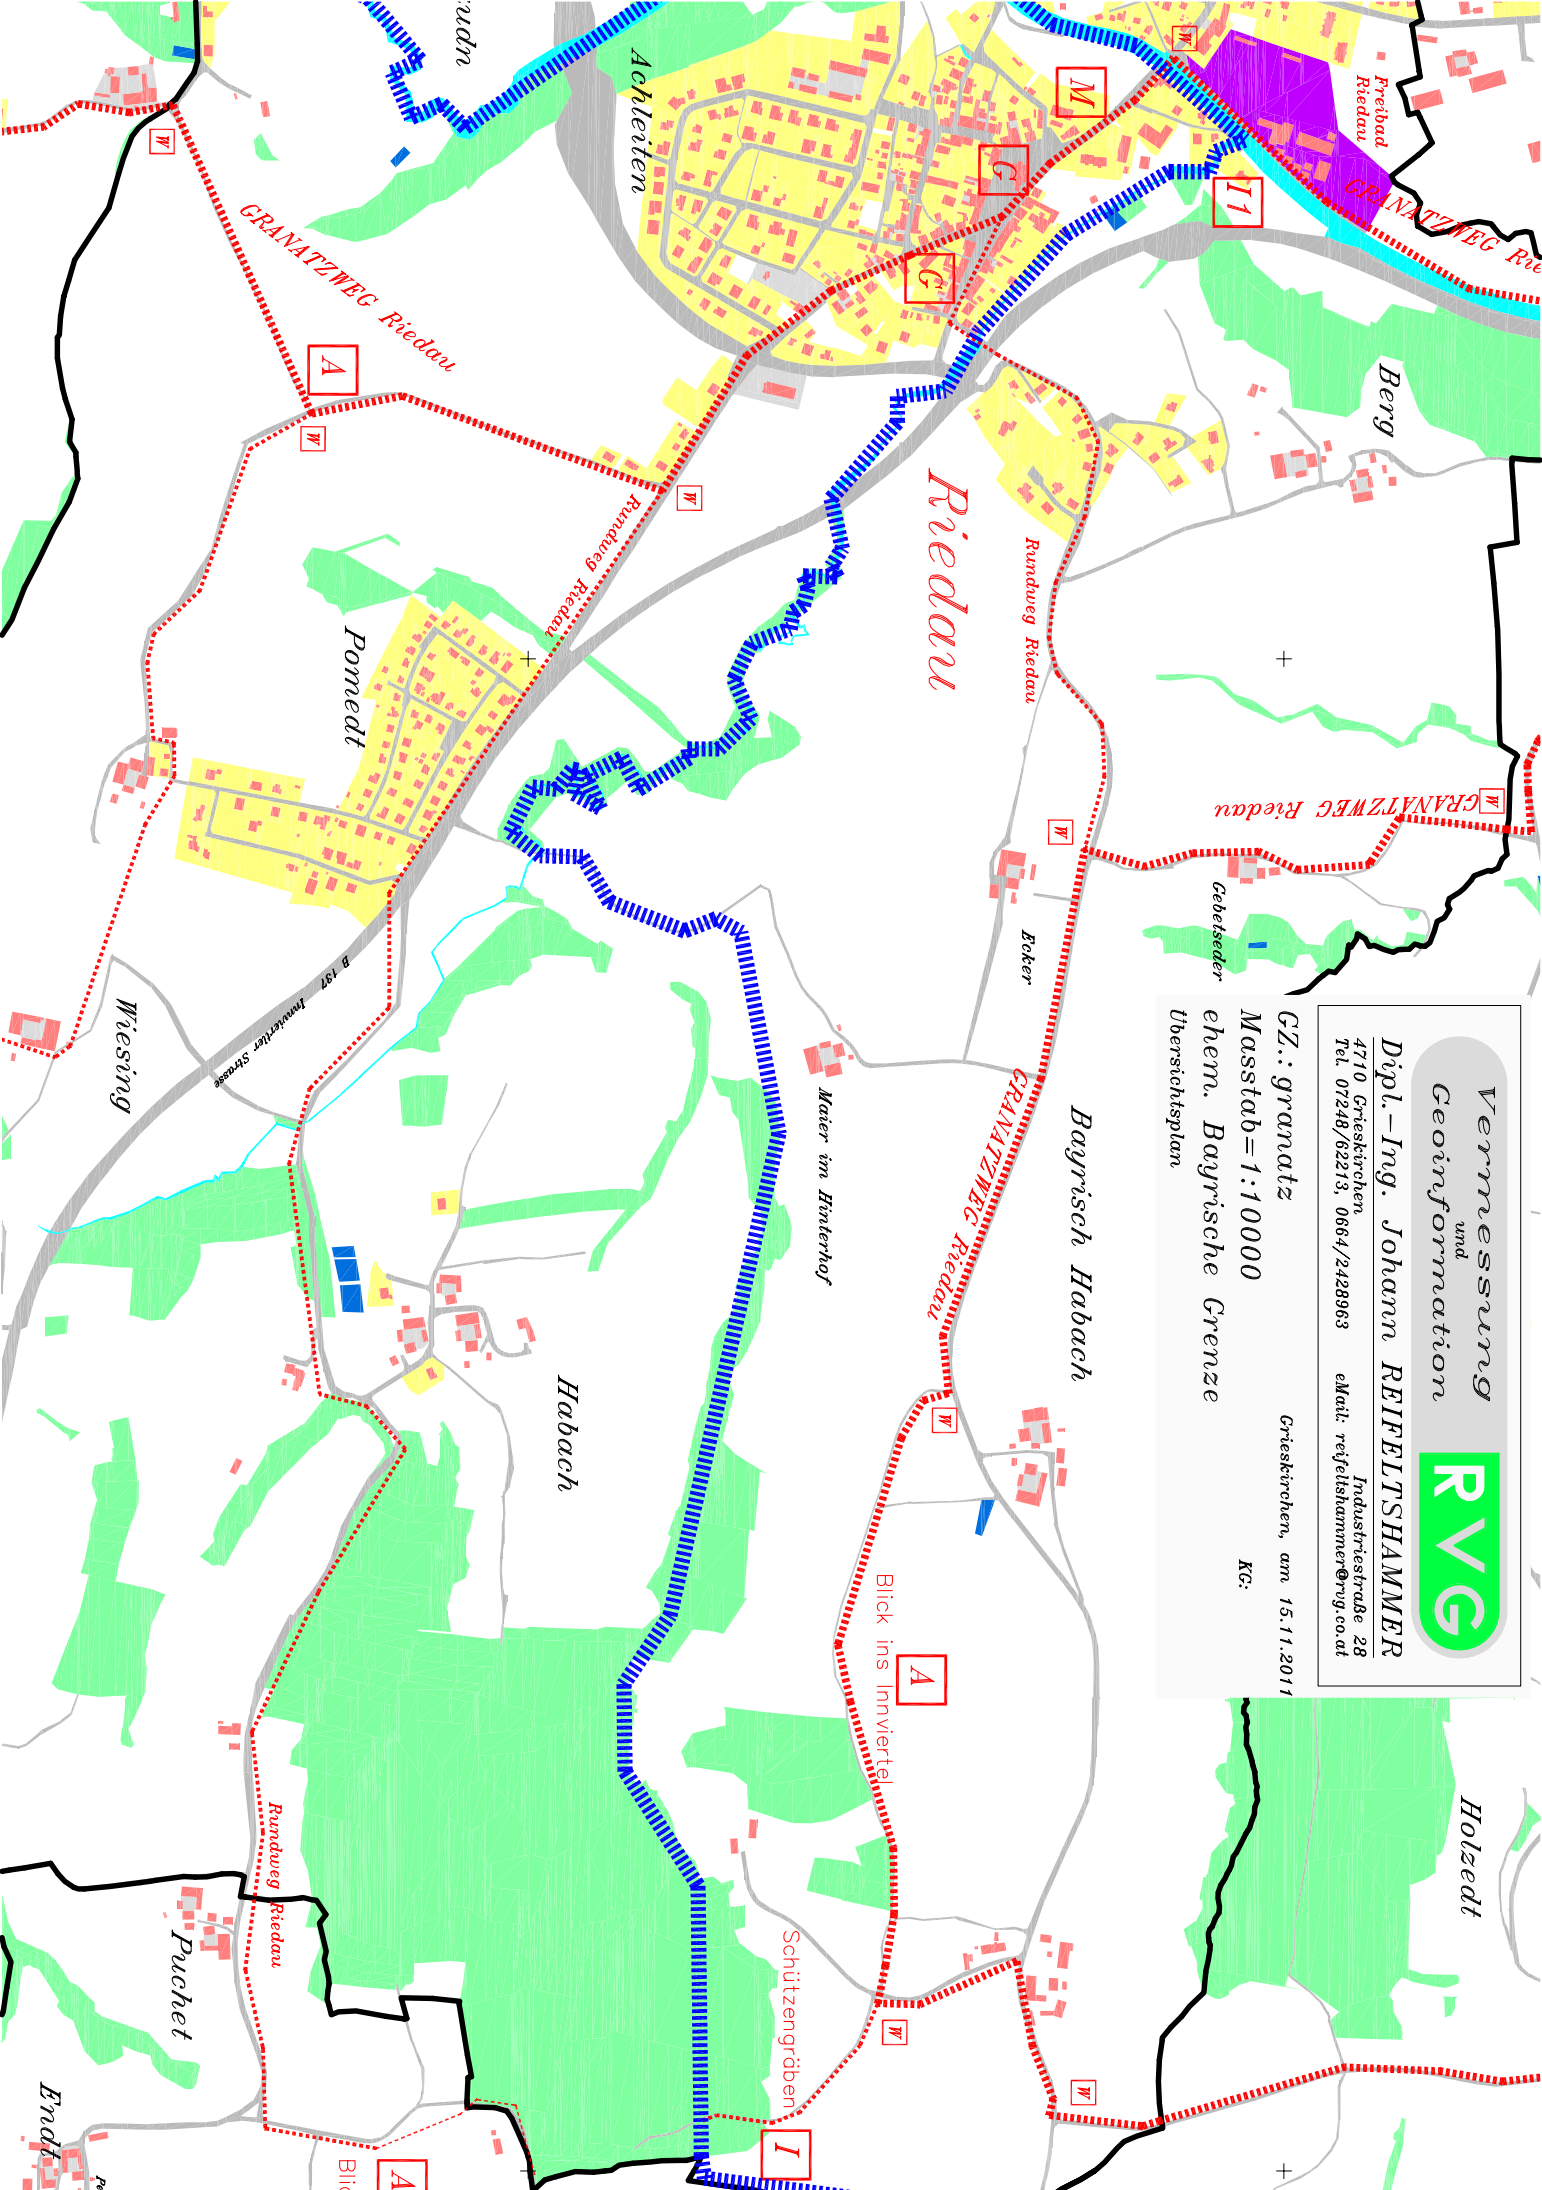 Vermessung
und
Geoinformation
RVG
Dipl.-Ing. Johann REIFELTSHAMMER
4710 Grieskirchen Industriestraße 28
Tel. 07248/62213, 0664/2428963 eMail: reifeltshammer@rvg.co.at
GZ.: granatz Grieskirchen, am 15.11.2011
Masstab=1:10000 KG:
ehem. Bayrische Grenze
Übersichtsplan
Freibad
Riedau
GRANATZWEG Rie
Berg
GRANATZWEG Riedau
W
Gebetseder
Holzedt
I1
M
W
G
G
Achleiten
Riedau
Rundweg Riedau
W
Ecker
Bayrisch Habach
GRANATZWEG Riedau
Maier im Hinterhof
W
A
Blick ins Innviertel
Schützengräben
W
W
I
Habach
GRANATZWEG Riedau
A
W
W
W
Rundweg Riedau
Pomedt
B 137 Innviertler Strasse
Wiesing
Rundweg Riedau
Puchet
Endt
A